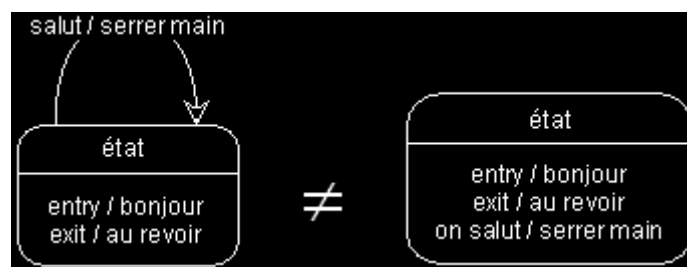 salut / serrer main
état
entry / bonjour
exit / au revoir
≠
état
entry / bonjour
exit / au revoir
on salut / serrer main